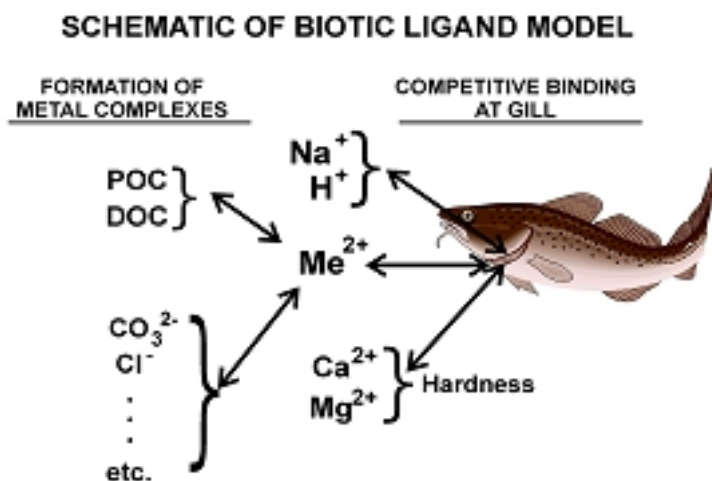 SCHEMATIC OF BIOTIC LIGAND MODEL
FORMATION OF
METAL COMPLEXES
POC
DOC
CO₃²⁻
Cl⁻
.
.
.
etc.
Me²⁺
COMPETITIVE BINDING
AT GILL
Na⁺
H⁺
Ca²⁺
Mg²⁺
Hardness